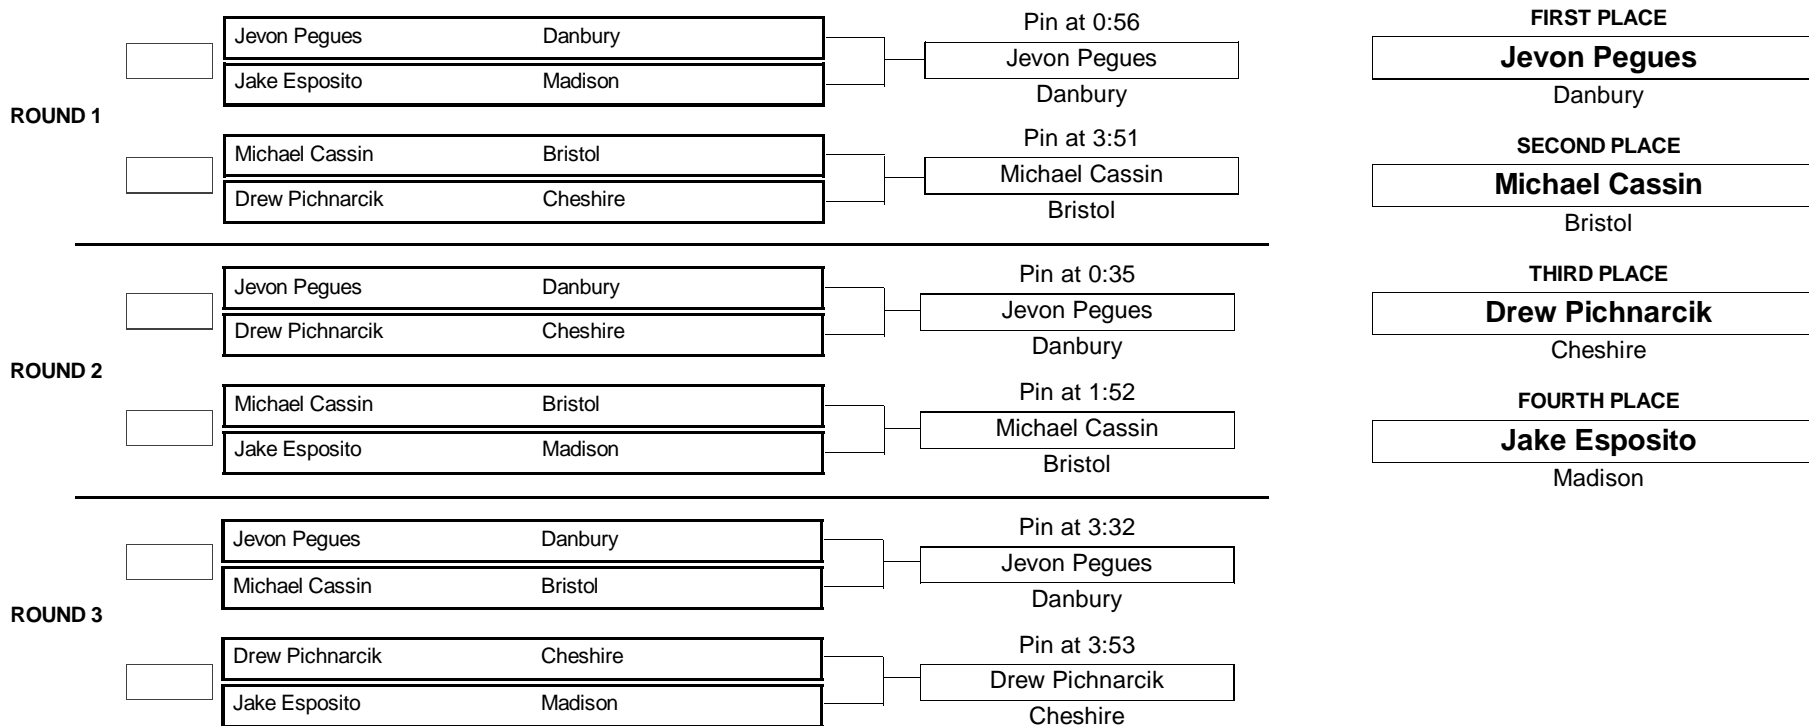 Pin at 0:56
Jevon Pegues Danbury
Jevon Pegues
Jake Esposito Madison
Danbury
ROUND 1
Pin at 3:51
Michael Cassin Bristol
Michael Cassin
Drew Pichnarcik Cheshire
Bristol
Pin at 0:35
Jevon Pegues Danbury
Jevon Pegues
Drew Pichnarcik Cheshire
Danbury
ROUND 2
Pin at 1:52
Michael Cassin Bristol
Michael Cassin
Jake Esposito Madison
Bristol
Pin at 3:32
Jevon Pegues Danbury
Jevon Pegues
Michael Cassin Bristol
Danbury
ROUND 3
Pin at 3:53
Drew Pichnarcik Cheshire
Drew Pichnarcik
Jake Esposito Madison
Cheshire
FIRST PLACE
Jevon Pegues
Danbury
SECOND PLACE
Michael Cassin
Bristol
THIRD PLACE
Drew Pichnarcik
Cheshire
FOURTH PLACE
Jake Esposito
Madison